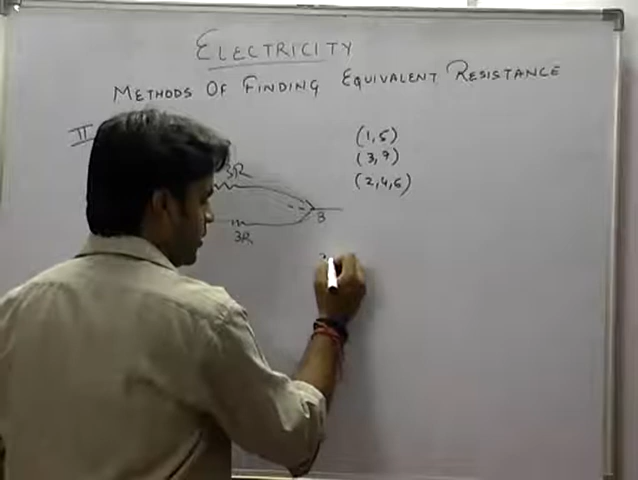 ELECTRICITY
METHODS OF FINDING EQUIVALENT RESISTANCE
II
(1,5)
(3,7)
(2,4,6)
3R
B
3R